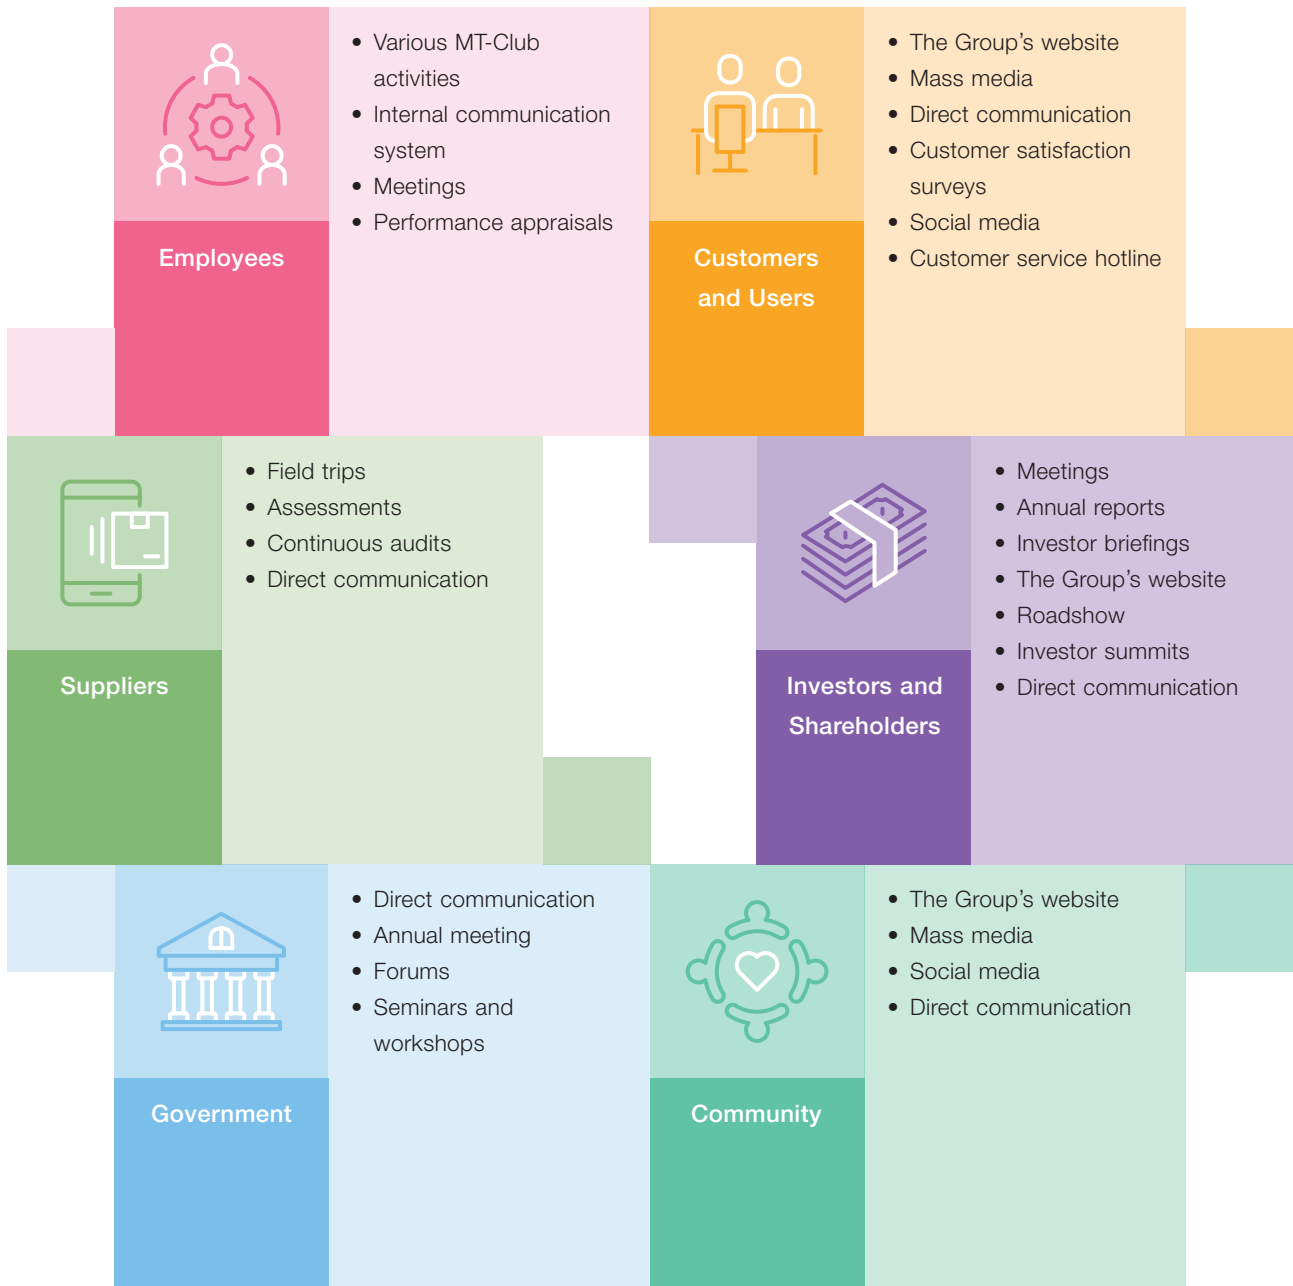 Employees
• Various MT-Club
activities
• Internal communication
system
• Meetings
• Performance appraisals
Customers
and Users
• The Group’s website
• Mass media
• Direct communication
• Customer satisfaction
surveys
• Social media
• Customer service hotline
Suppliers
• Field trips
• Assessments
• Continuous audits
• Direct communication
Investors and
Shareholders
• Meetings
• Annual reports
• Investor briefings
• The Group’s website
• Roadshow
• Investor summits
• Direct communication
Government
• Direct communication
• Annual meeting
• Forums
• Seminars and
workshops
Community
• The Group’s website
• Mass media
• Social media
• Direct communication